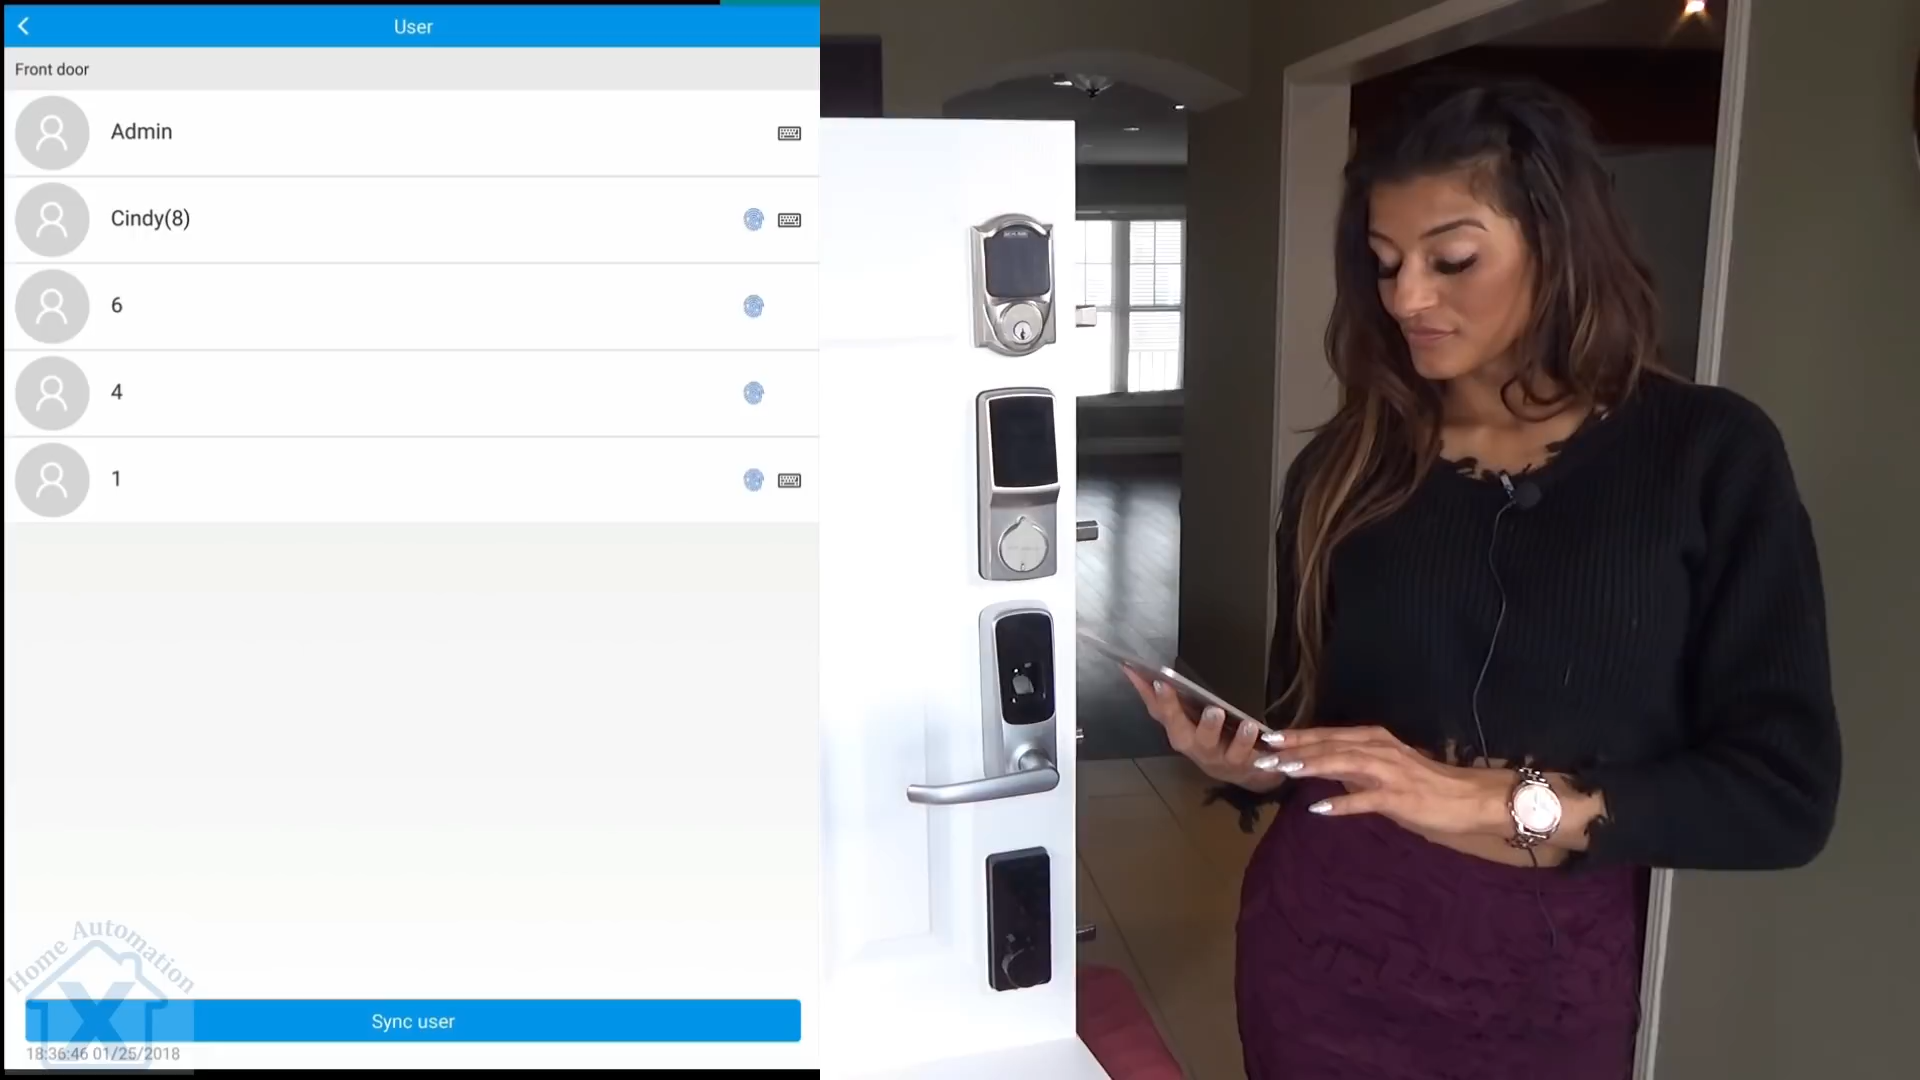 User
Front door
Admin
Cindy(8)
6
4
1
Home Automation
X
Sync user
18:36:46 01/25/2018